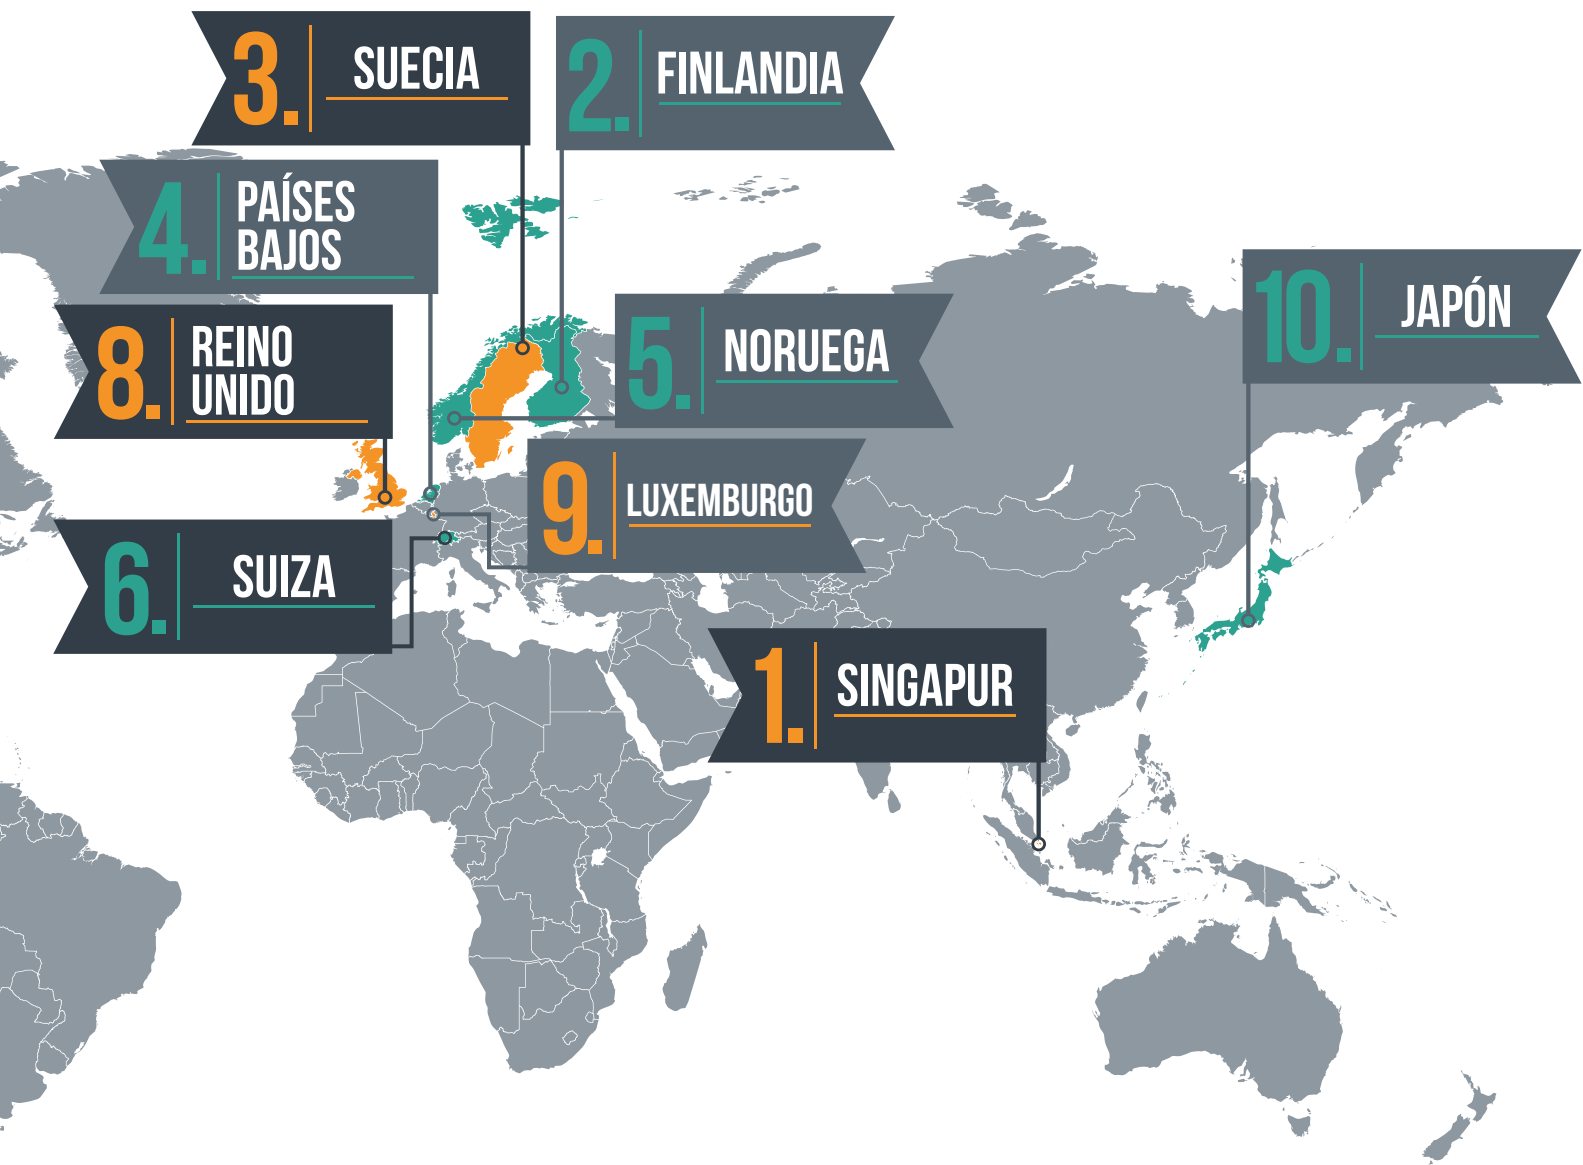 3. SUECIA
2. FINLANDIA
4. PAÍSES
BAJOS
10. JAPÓN
5. NORUEGA
8. REINO
UNIDO
9. LUXEMBURGO
6. SUIZA
1. SINGAPUR